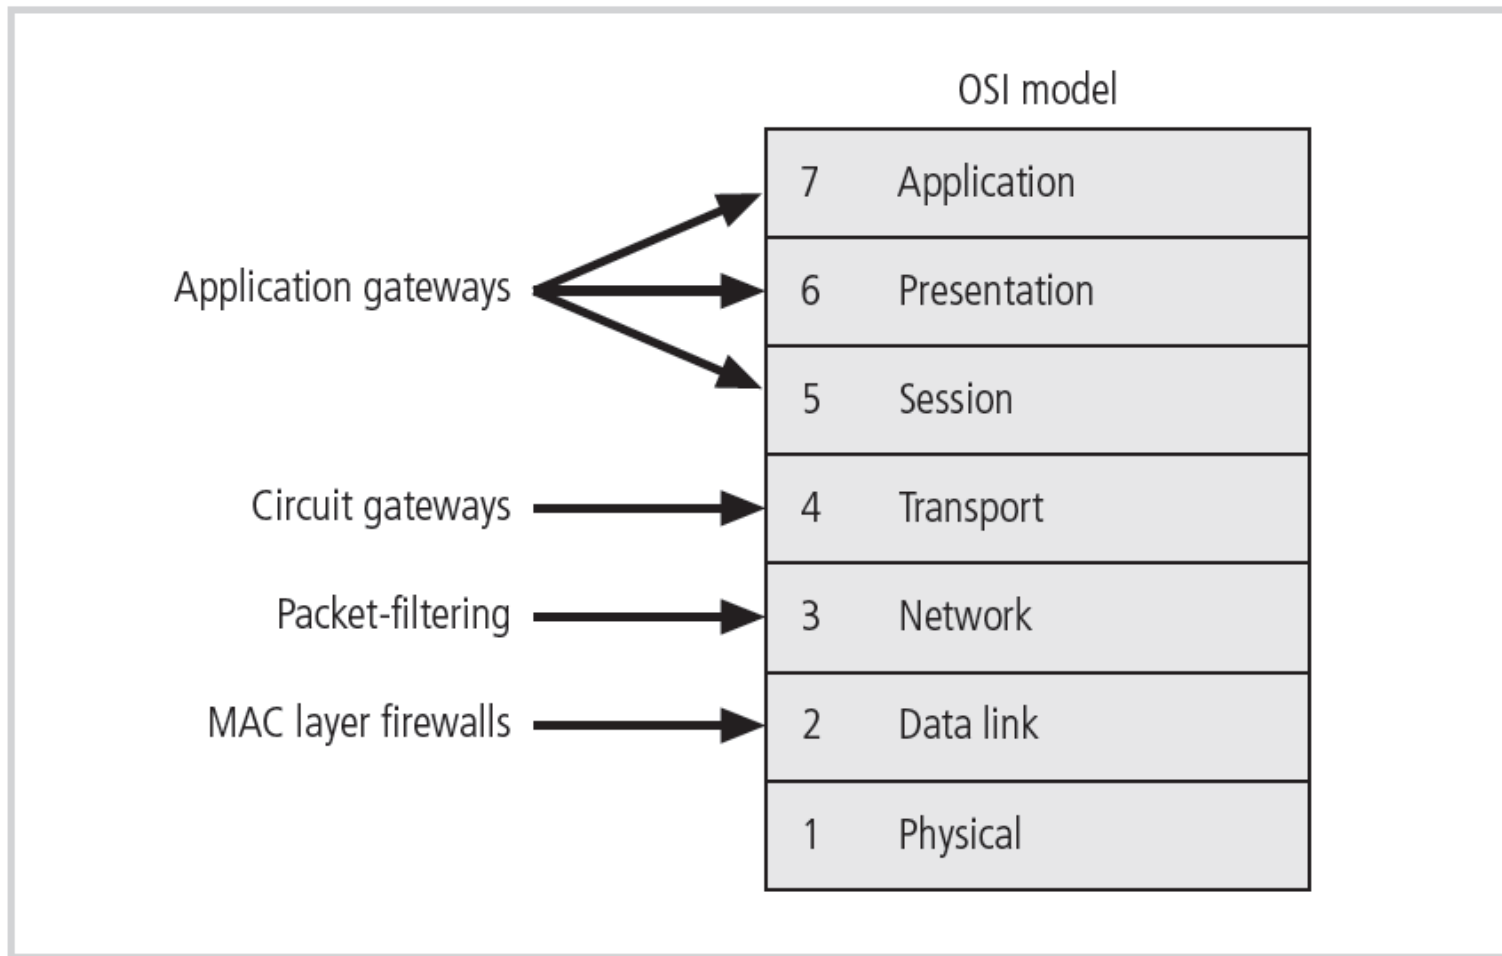 OSI model
7 Application
Application gateways
6 Presentation
5 Session
Circuit gateways
4 Transport
Packet-filtering
3 Network
MAC layer firewalls
2 Data link
1 Physical